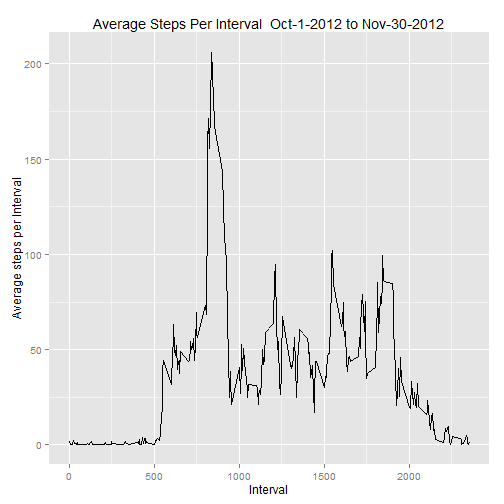 Average Steps Per Interval  Oct-1-2012 to Nov-30-2012
Average steps per Interval
200
150
100
50
0
0 500 1000 1500 2000
Interval